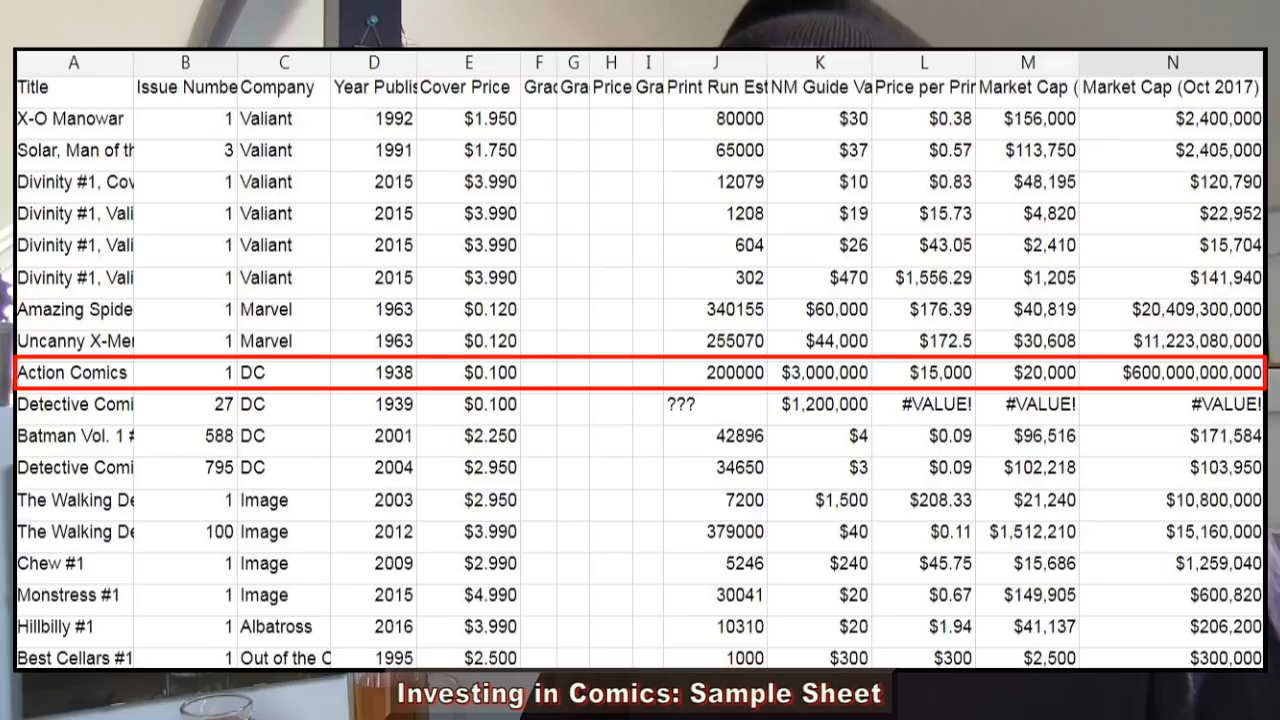 A B C D E F G H I J K L M N
Title Issue Numbe Company Year Publis Cover Price Grad Gra Price Gra Print Run Est NM Guide Va Price per Prin Market Cap ( Market Cap (Oct 2017)
X-O Manowar 1 Valiant 1992 $1.950 80000 $30 $0.38 $156,000 $2,400,000
Solar, Man of th 3 Valiant 1991 $1.750 65000 $37 $0.57 $113,750 $2,405,000
Divinity #1, Cov 1 Valiant 2015 $3.990 12079 $10 $0.83 $48,195 $120,790
Divinity #1, Vali 1 Valiant 2015 $3.990 1208 $19 $15.73 $4,820 $22,952
Divinity #1, Vali 1 Valiant 2015 $3.990 604 $26 $43.05 $2,410 $15,704
Divinity #1, Vali 1 Valiant 2015 $3.990 302 $470 $1,556.29 $1,205 $141,940
Amazing Spide 1 Marvel 1963 $0.120 340155 $60,000 $176.39 $40,819 $20,409,300,000
Uncanny X-Mer 1 Marvel 1963 $0.120 255070 $44,000 $172.5 $30,608 $11,223,080,000
Action Comics 1 DC 1938 $0.100 200000 $3,000,000 $15,000 $20,000 $600,000,000,000
Detective Comi 27 DC 1939 $0.100 ??? $1,200,000 #VALUE! #VALUE! #VALUE!
Batman Vol. 1 # 588 DC 2001 $2.250 42896 $4 $0.09 $96,516 $171,584
Detective Comi 795 DC 2004 $2.950 34650 $3 $0.09 $102,218 $103,950
The Walking De 1 Image 2003 $2.950 7200 $1,500 $208.33 $21,240 $10,800,000
The Walking De 100 Image 2012 $3.990 379000 $40 $0.11 $1,512,210 $15,160,000
Chew #1 1 Image 2009 $2.990 5246 $240 $45.75 $15,686 $1,259,040
Monstress #1 1 Image 2015 $4.990 30041 $20 $0.67 $149,905 $600,820
Hillbilly #1 1 Albatross 2016 $3.990 10310 $20 $1.94 $41,137 $206,200
Best Cellars #1 1 Out of the C 1995 $2.500 1000 $300 $300 $2,500 $300,000
Investing in Comics: Sample Sheet